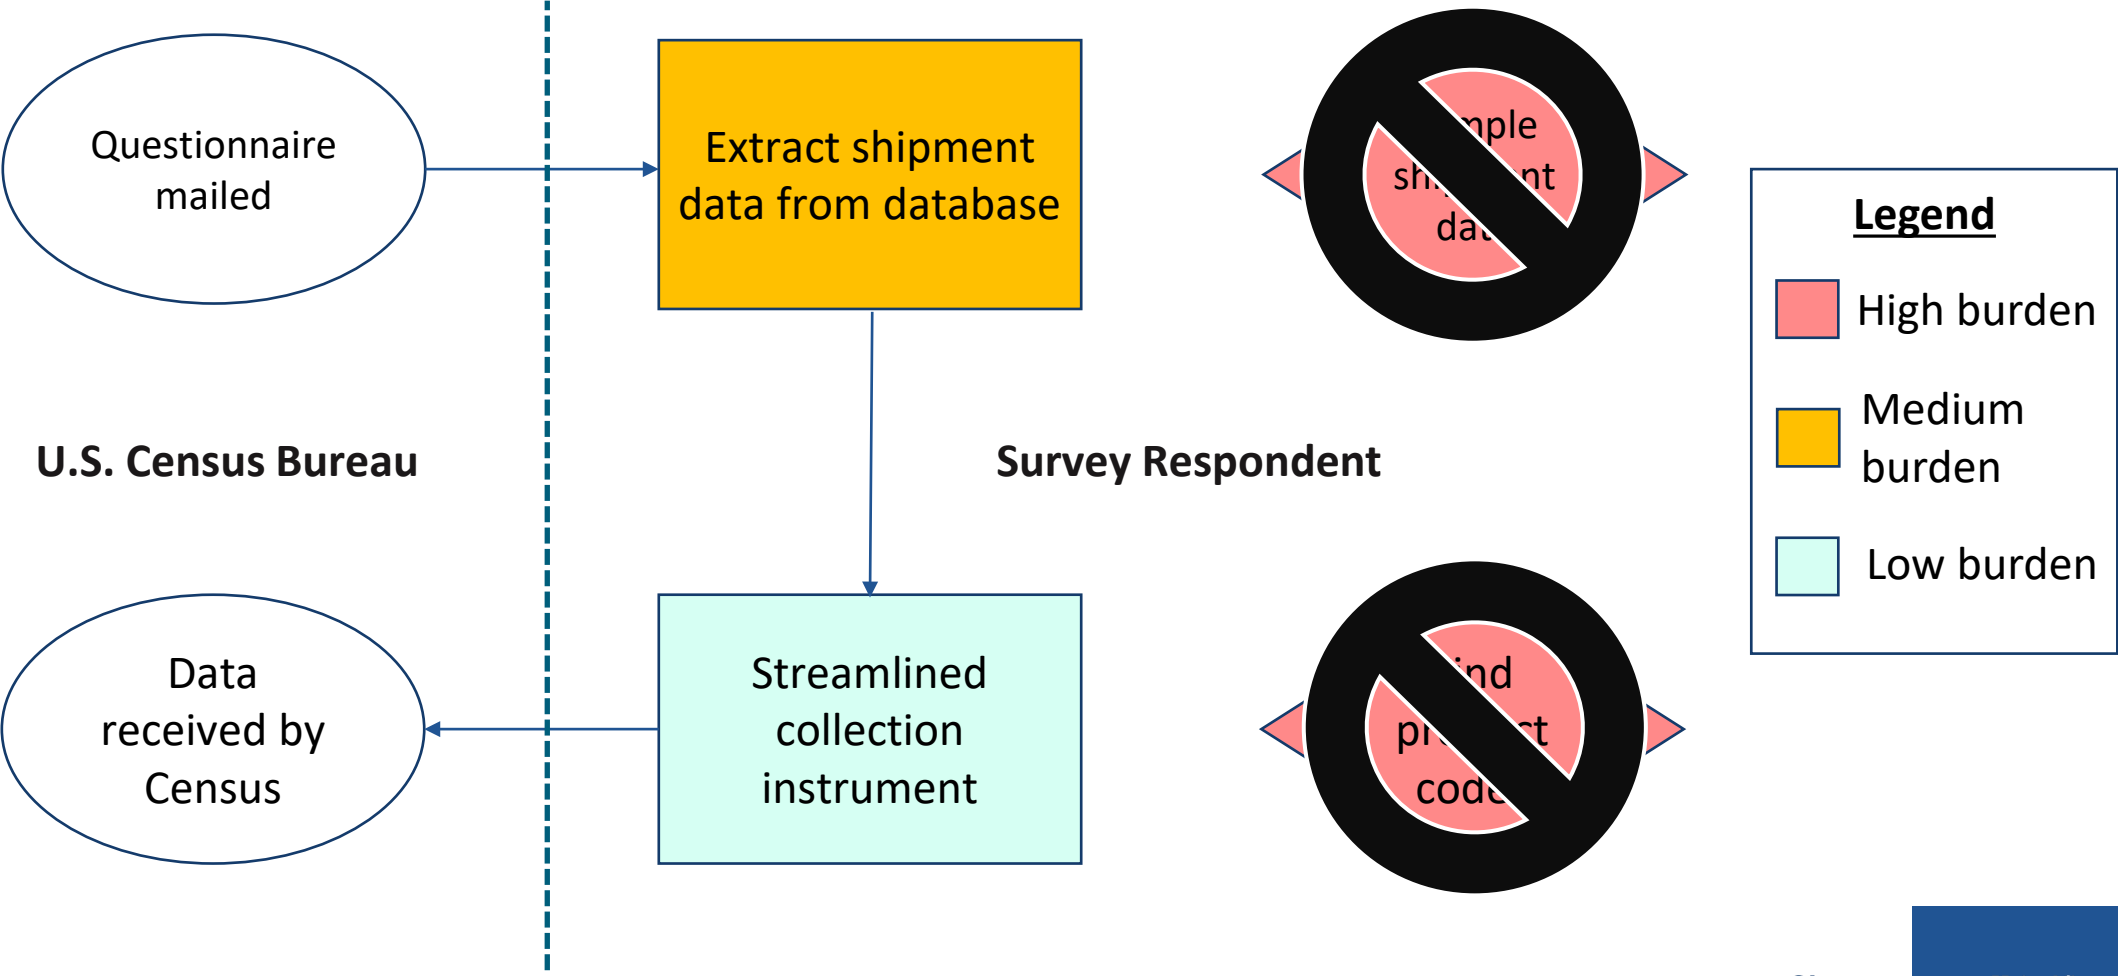 Questionnaire
mailed
Extract shipment
data from database
Legend
High burden
Medium
burden
Low burden
U.S. Census Bureau
Survey Respondent
Data
received by
Census
Streamlined
collection
instrument